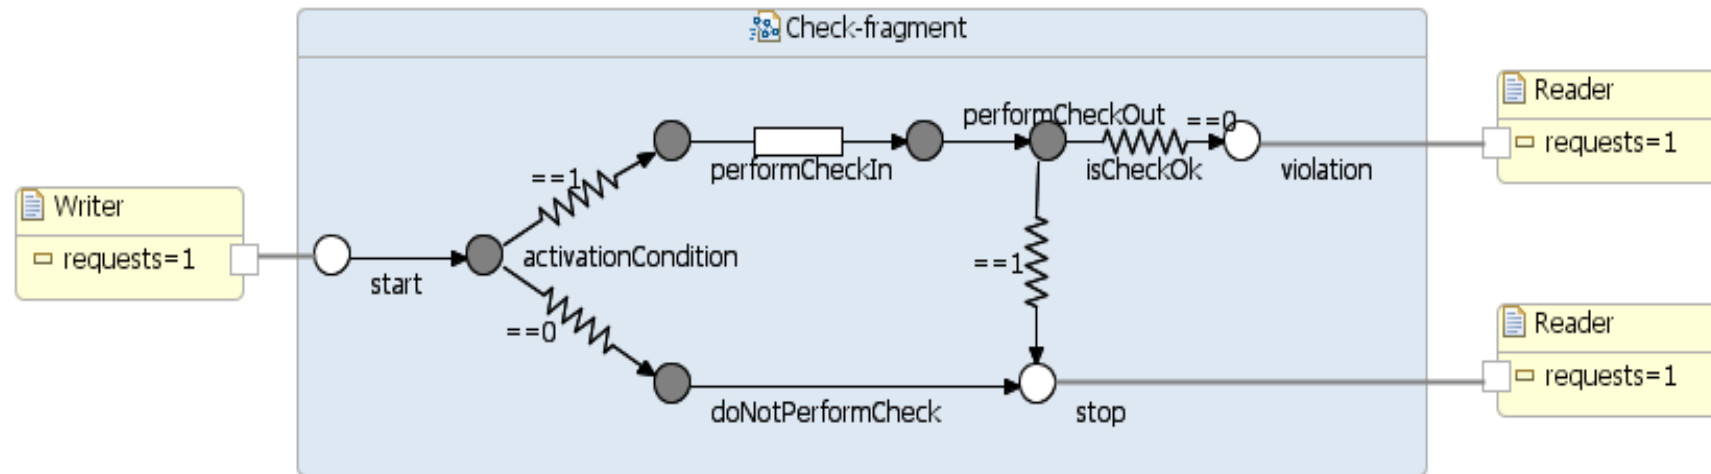 Check-fragment
Reader
requests=1
performCheckOut
==0
performCheckIn
isCheckOk
violation
==1
Writer
requests=1
activationCondition
start
==1
==0
Reader
requests=1
doNotPerformCheck
stop